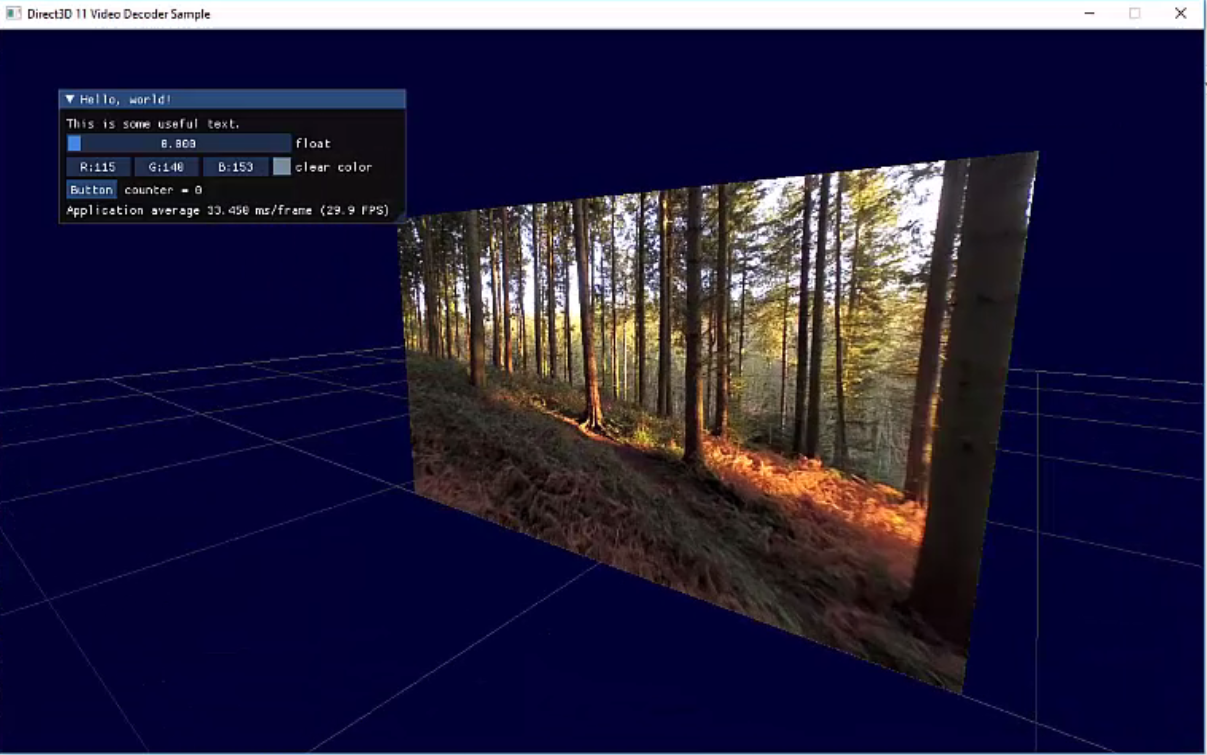 Direct3D 11 Video Decoder Sample
Hello, world!
This is some useful text.
0.000 float
R:115 G:140 B:153 clear color
Button counter = 0
Application average 33.450 ms/frame (29.9 FPS)